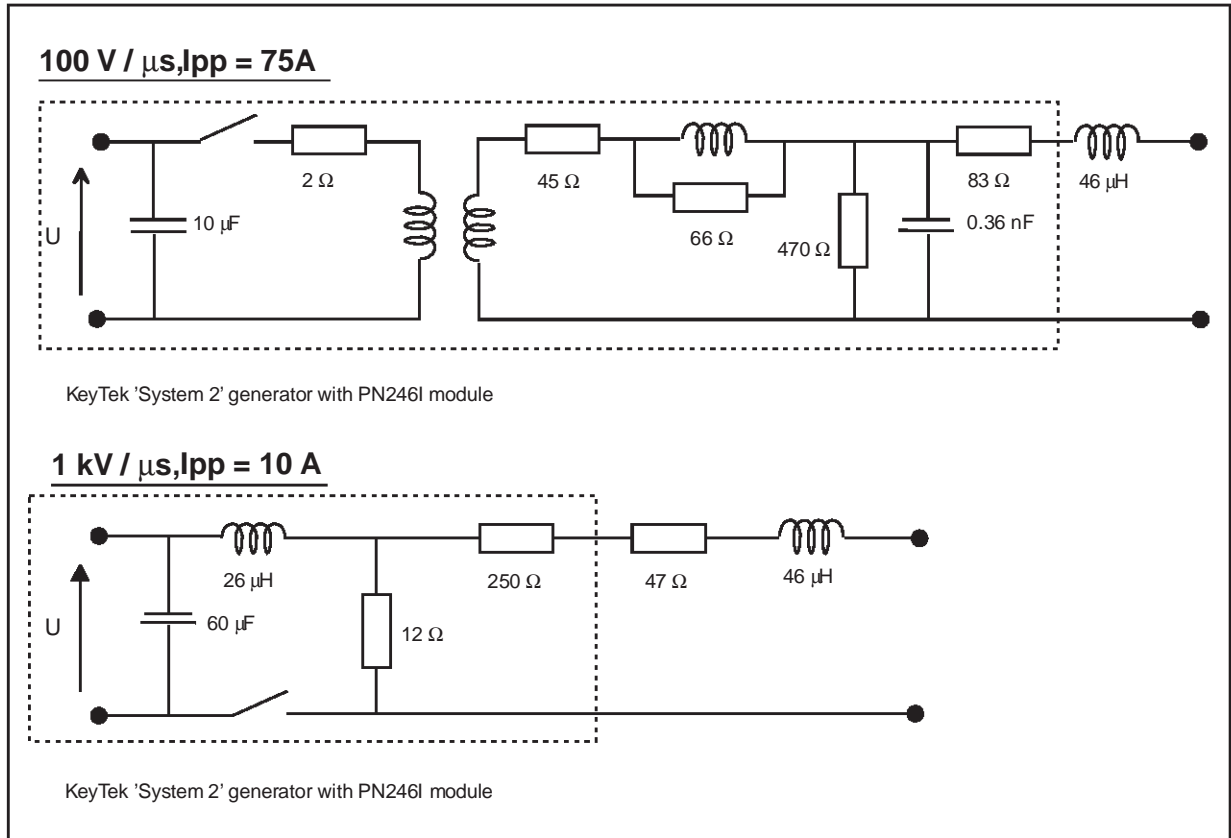 100 V / μs,Ipp = 75A
2 Ω
45 Ω
83 Ω
46 μH
U
10 μF
66 Ω
470 Ω
0.36 nF
KeyTek ’System 2’ generator with PN246I module
1 kV / μs,Ipp = 10 A
26 μH
250 Ω
47 Ω
46 μH
U
60 μF
12 Ω
KeyTek ’System 2’ generator with PN246I module